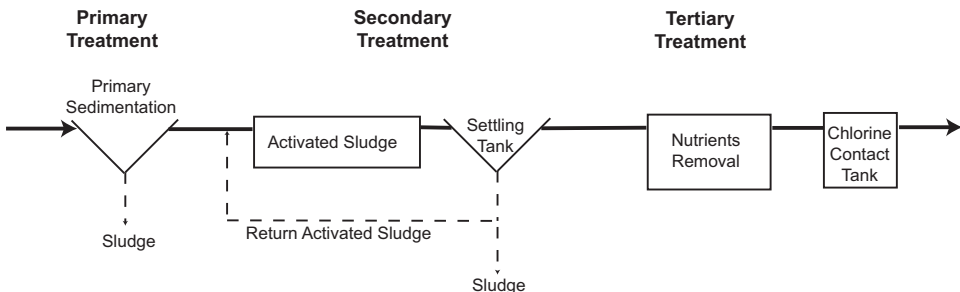 Primary
Treatment
Secondary
Treatment
Tertiary
Treatment
Primary
Sedimentation
Activated Sludge
Settling
Tank
Nutrients
Removal
Chlorine
Contact
Tank
Sludge
Return Activated Sludge
Sludge